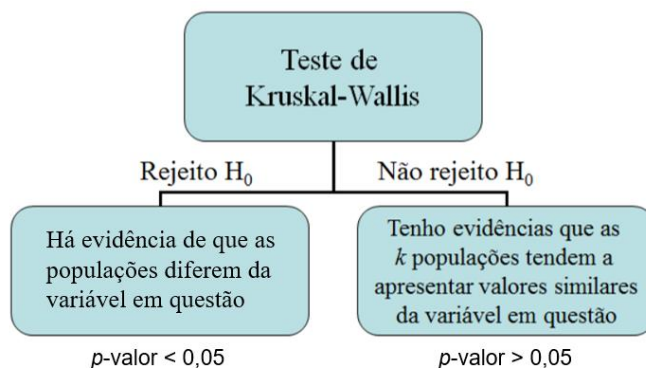 Teste de
Kruskal-Wallis
Rejeito H₀
Não rejeito H₀
Há evidência de que as
populações diferem da
variável em questão
Tenho evidências que as
k populações tendem a
apresentar valores similares
da variável em questão
p-valor < 0,05
p-valor > 0,05